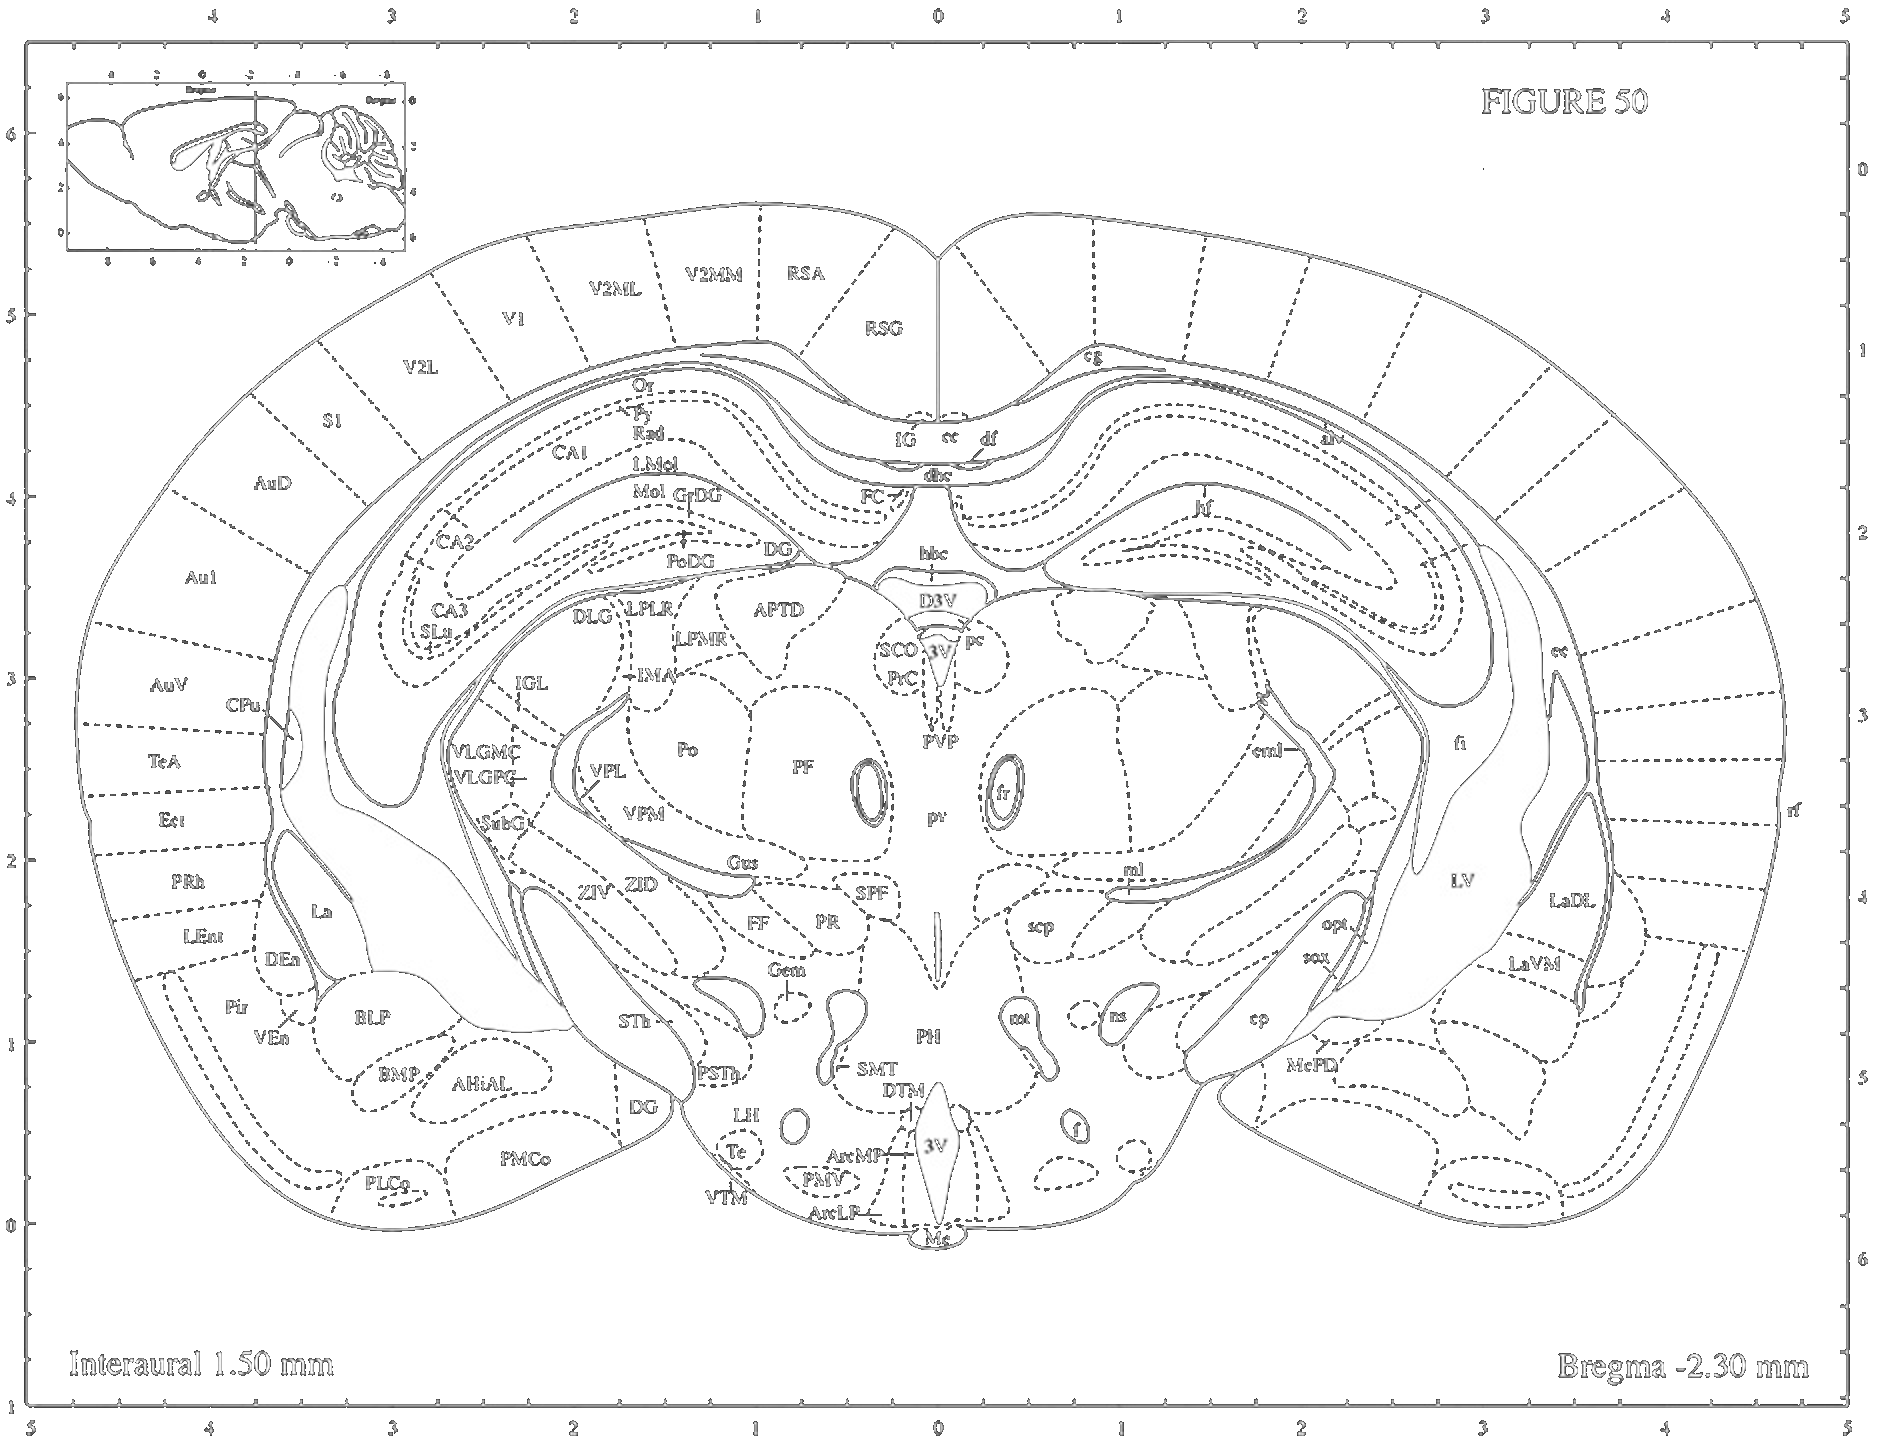 4 3 2 1 0 1 2 3 4 5
Bregma
Bregma
FIGURE 50
6
0
RSA
V2MM
V2ML
V1
RSG
5
1
cg
V2L
Or
Py
S1
Rad
IG cc df
alv
CA1
LMol
dhc
AuD
Mol GrDG
FC
4
hf
CA2
2
DG
hbc
PoDG
Au1
D3V
CA3
DLG LPLR APTD
SLu
LPMR
SCO 3V pc
ec
3
IMA
PrC
AuV
IGL
CPu
3
PVP
VLGMC
Po
eml
fi
TeA
VPL
PF
VLGPC
fr
VPM
pv
rf
Ect
SubG
2
Gus
ml
PRh
ZIV ZID
SPF
LV
4
La
FF PR
scp
opt
LaDL
LEnt
DEn
sox
LaVM
Gem
Pir
BLP
STh
mt
ns
cp
VEn
PH
1
BMP
AHiAL
PSTh
SMT
McPD
5
DTM
DG
LH
f
Te
ArcMP
3V
PMCo
PLCo
PMV
VTM
ArcLP
0
Me
6
Interaural 1.50 mm
Bregma -2.30 mm
1
5 4 3 2 1 0 1 2 3 4 5